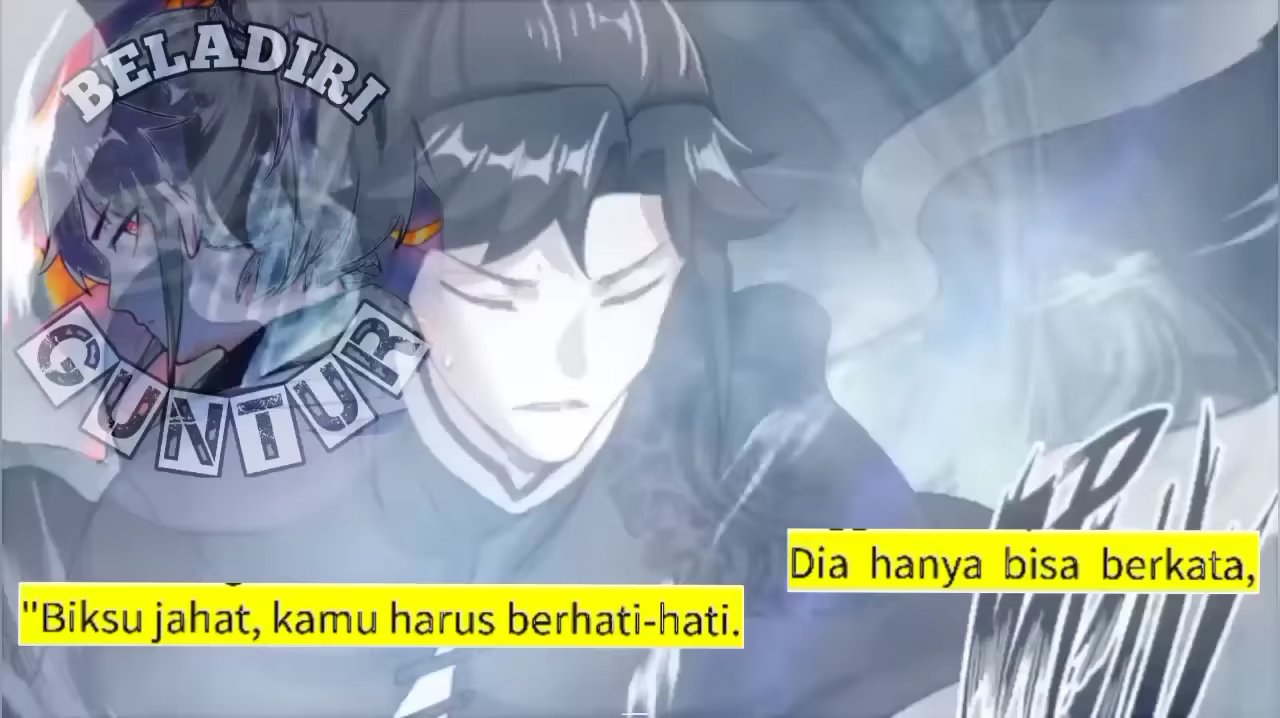 BELADIRI
GUNTUR
Dia hanya bisa berkata,
"Biksu jahat, kamu harus berhati-hati.